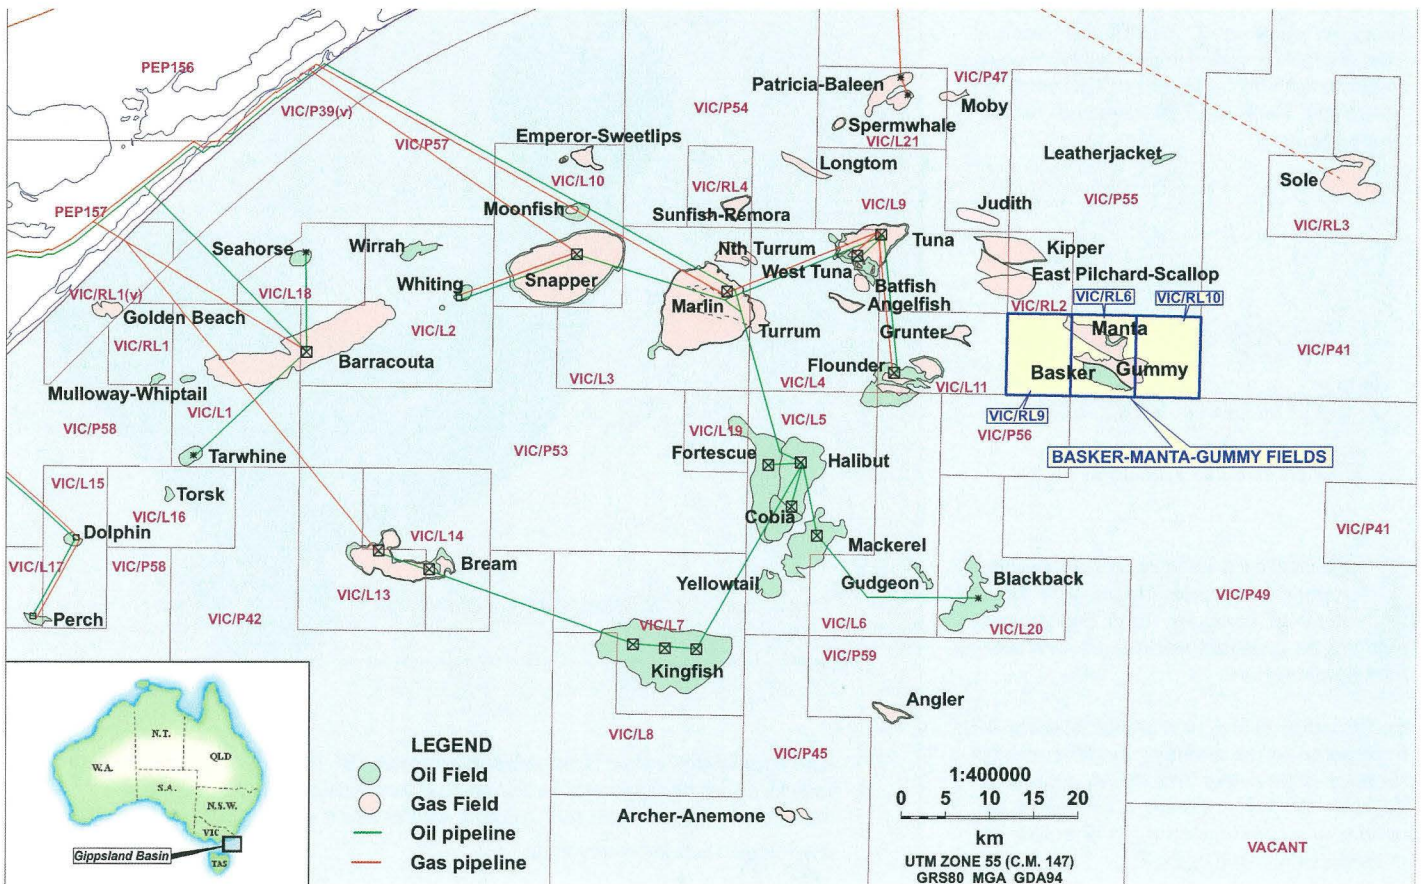 PEP156
VIC/P39(v)
VIC/P57
Emperor-Sweetlips
VIC/P54
Patricia-Baleen
VIC/P47
Moby
Spermwhale
VIC/L21
Longtom
Leatherjacket
Sole
VIC/L10
VIC/RL4
VIC/P55
PEP157
Moonfish
Sunfish-Remora
VIC/L9
Judith
VIC/RL3
Seahorse
Wirrah
Nth Turrum
Tuna
Kipper
West Tuna
East Pilchard-Scallop
Whiting
Snapper
Batfish
VIC/RL1(v)
VIC/L18
Marlin
Angelfish
VIC/RL2
VIC/RL6
VIC/RL10
Golden Beach
VIC/L2
Turrum
Grunter
Manta
VIC/RL1
Barracouta
VIC/P41
Flounder
Basker
Gummy
Mulloway-Whiptail
VIC/L3
VIC/L4
VIC/L11
VIC/L1
VIC/RL9
VIC/P58
VIC/L19
VIC/L5
VIC/P56
Tarwhine
VIC/P53
Fortescue
Halibut
BASKER-MANTA-GUMMY FIELDS
VIC/L15
Torsk
VIC/L16
Cobia
Dolphin
VIC/L14
Mackerel
VIC/P41
VIC/L17
VIC/P58
Bream
Yellowtail
Gudgeon
Blackback
VIC/L13
VIC/P49
Perch
VIC/P42
VIC/L7
VIC/L6
VIC/L20
Kingfish
VIC/P59
Angler
VIC/L8
VIC/P45
Archer-Anemone
VACANT
N.T.
QLD
W.A.
S.A.
N.S.W.
VIC
TAS
Gippsland Basin
LEGEND
Oil Field
Gas Field
Oil pipeline
Gas pipeline
1:400000
0 5 10 15 20
km
UTM ZONE 55 (C.M. 147)
GRS80 MGA GDA94